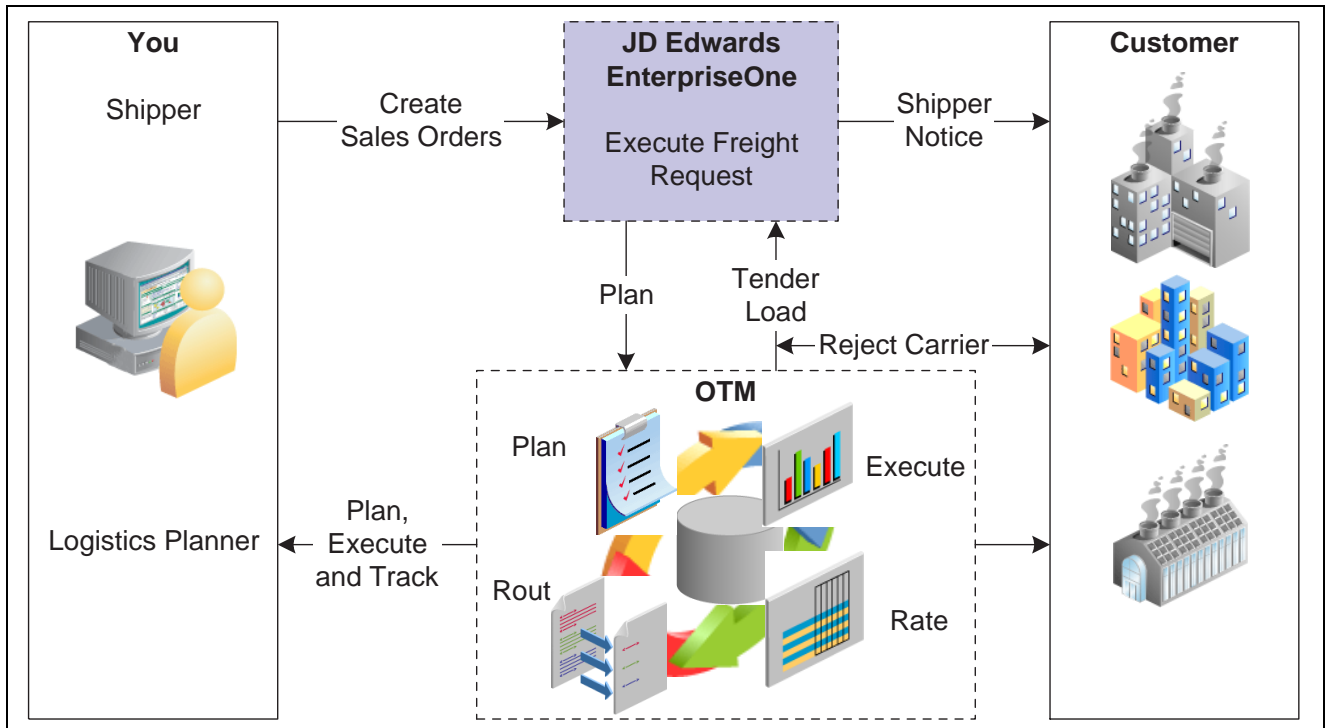 You
Shipper
Logistics Planner
Create
Sales Orders
JD Edwards
EnterpriseOne
Execute Freight
Request
Shipper
Notice
Customer
Plan
Tender
Load
Reject Carrier
OTM
Plan
Execute
Rout
Rate
Plan,
Execute
and Track